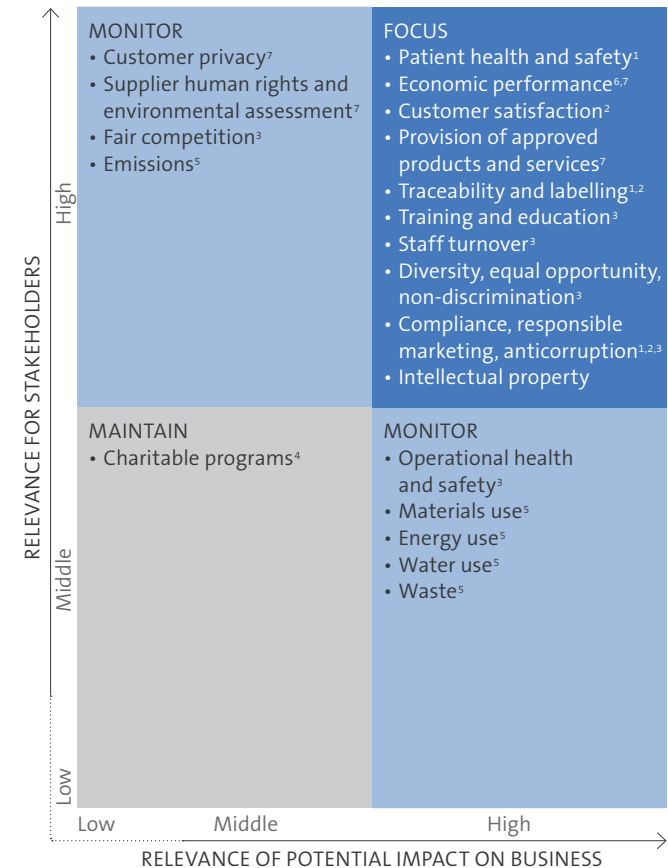 MONITOR
• Customer privacy⁷
• Supplier human rights and
environmental assessment⁷
• Fair competition³
• Emissions⁵
FOCUS
• Patient health and safety¹
• Economic performance⁶,⁷
• Customer satisfaction²
• Provision of approved
products and services⁷
• Traceability and labelling¹,²
• Training and education³
• Staff turnover³
• Diversity, equal opportunity,
non-discrimination³
• Compliance, responsible
marketing, anticorruption¹,²,³
• Intellectual property
MAINTAIN
• Charitable programs⁴
MONITOR
• Operational health
and safety³
• Materials use⁵
• Energy use⁵
• Water use⁵
• Waste⁵
RELEVANCE FOR STAKEHOLDERS
High
Middle
Low
Low Middle High
RELEVANCE OF POTENTIAL IMPACT ON BUSINESS